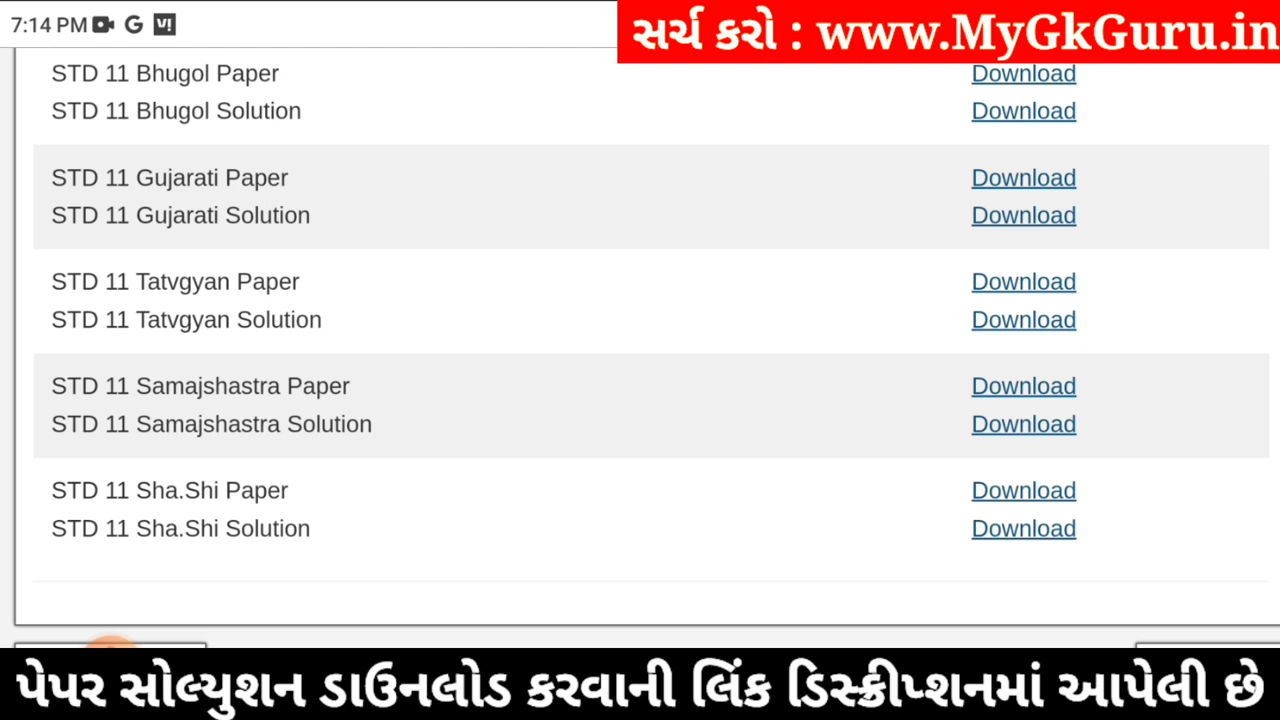 7:14 PM G V!
સર્ચ કરો : www.MyGkGuru.in
STD 11 Bhugol Paper Download
STD 11 Bhugol Solution Download
STD 11 Gujarati Paper Download
STD 11 Gujarati Solution Download
STD 11 Tatvgyan Paper Download
STD 11 Tatvgyan Solution Download
STD 11 Samajshastra Paper Download
STD 11 Samajshastra Solution Download
STD 11 Sha.Shi Paper Download
STD 11 Sha.Shi Solution Download
પેપર સોલ્યુશન ડાઉનલોડ કરવાની લિંક ડિસ્ક્રીપ્શનમાં આપેલી છે